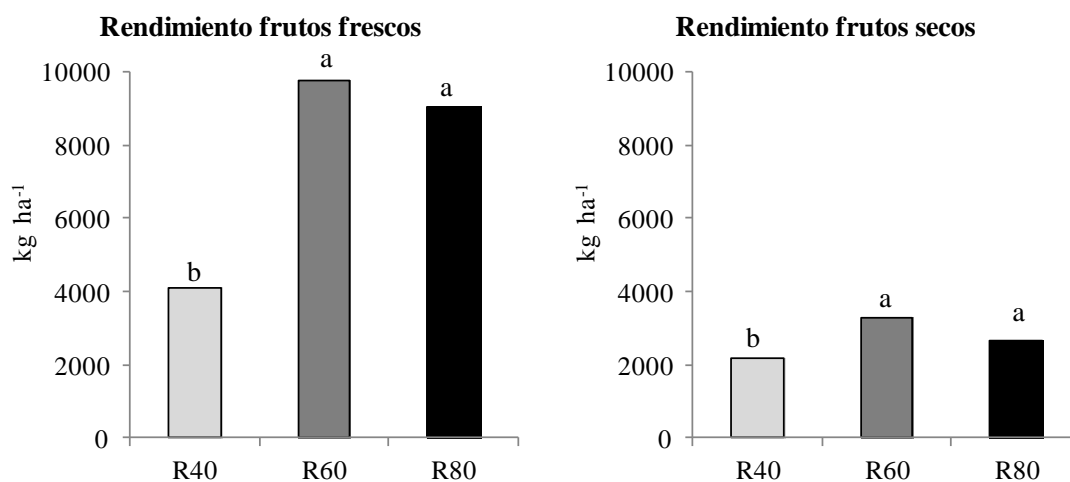 Rendimiento frutos frescos
10000
8000
6000
4000
2000
0
kg ha⁻¹
b
a
a
R40 R60 R80
Rendimiento frutos secos
10000
8000
6000
4000
2000
0
kg ha⁻¹
b
a
a
R40 R60 R80